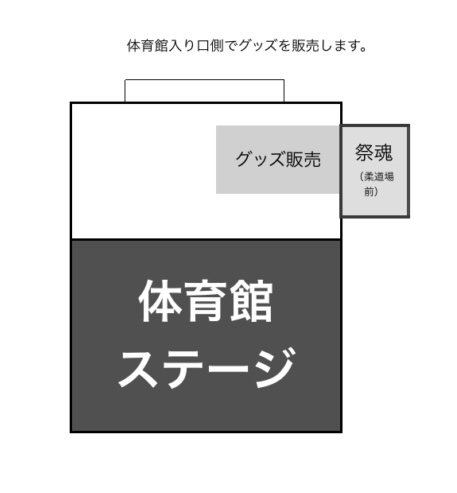 体育館入り口側でグッズを販売します。
グッズ販売
祭魂
（柔道場
前）
体育館
ステージ